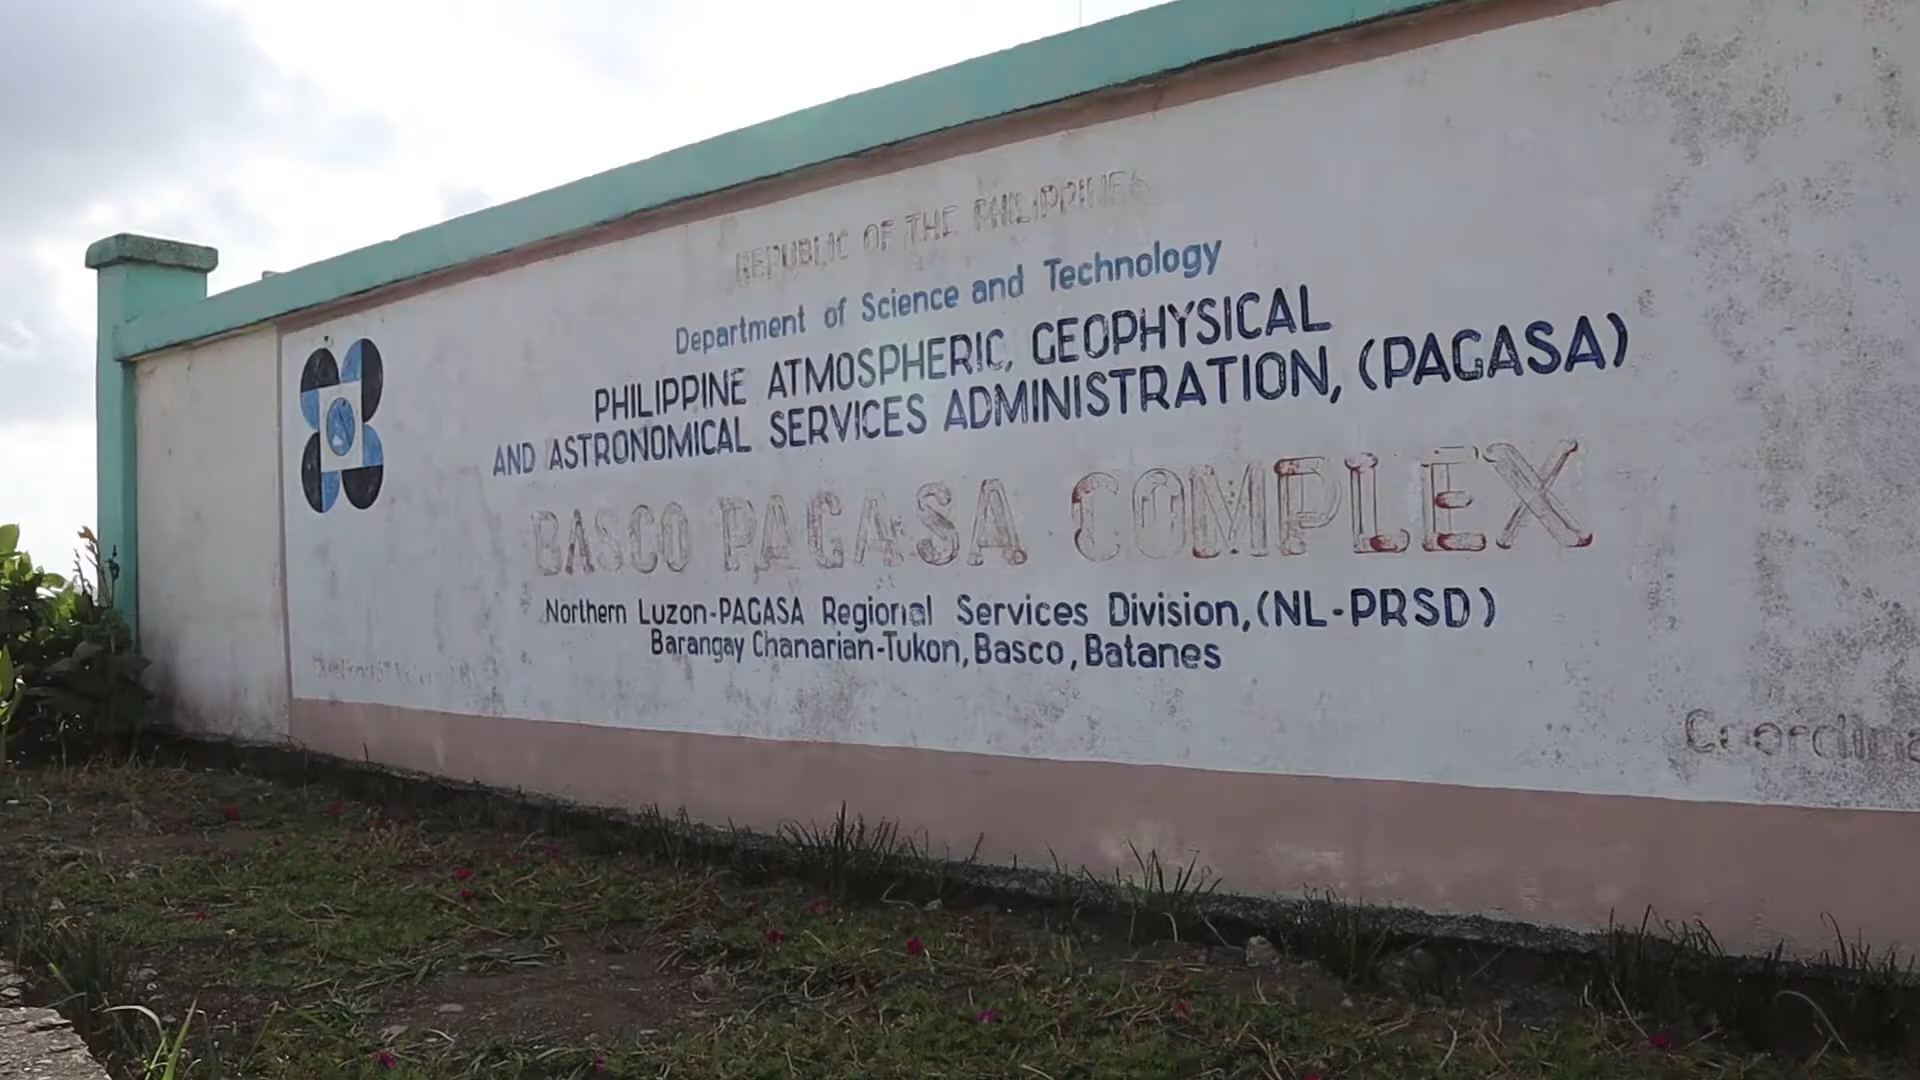 REPUBLIC OF THE PHILIPPINES
Department of Science and Technology
PHILIPPINE ATMOSPHERIC, GEOPHYSICAL
AND ASTRONOMICAL SERVICES ADMINISTRATION, (PAGASA)
BASCO PAGASA COMPLEX
Northern Luzon-PAGASA Regional Services Division, (NL-PRSD)
Barangay Chanarian-Tukon, Basco, Batanes